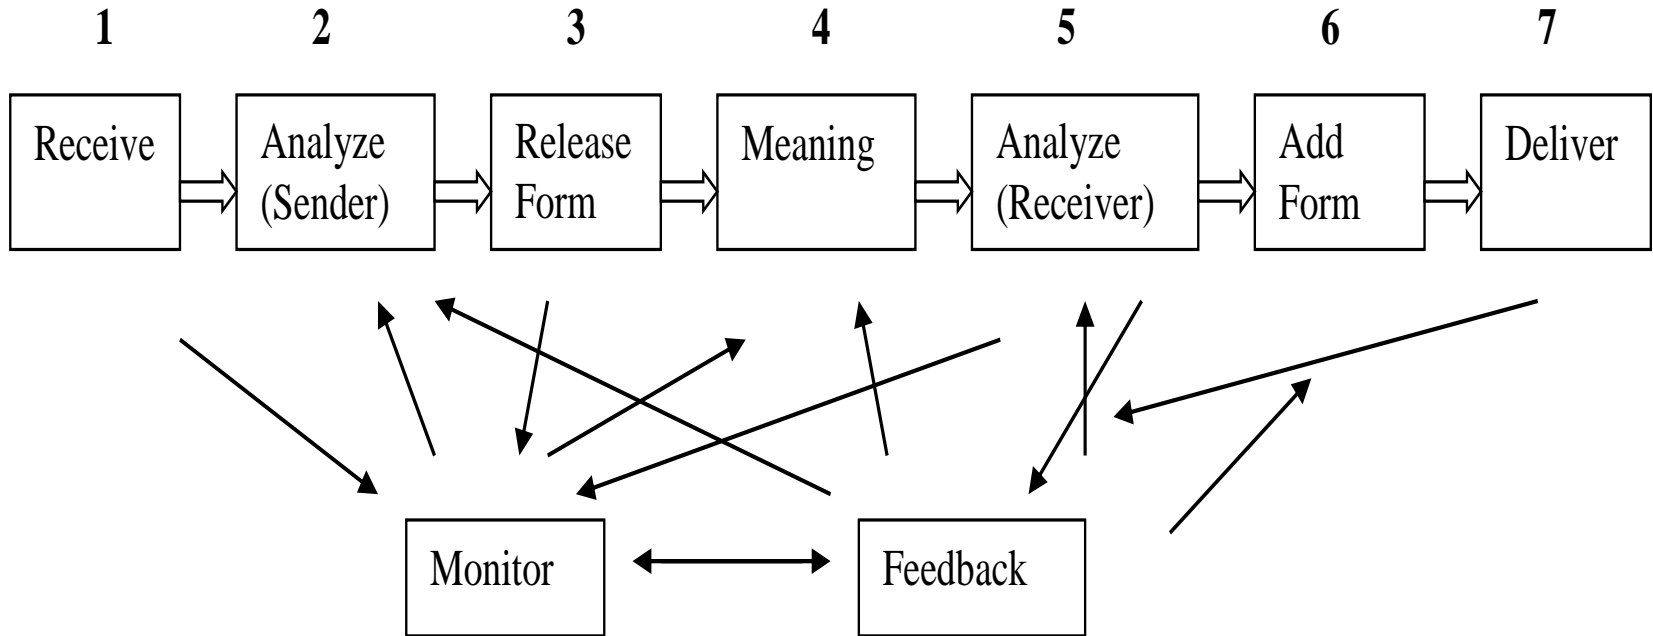 1 2 3 4 5 6 7
Receive
Analyze
(Sender)
Release
Form
Meaning
Analyze
(Receiver)
Add
Form
Deliver
Monitor
Feedback